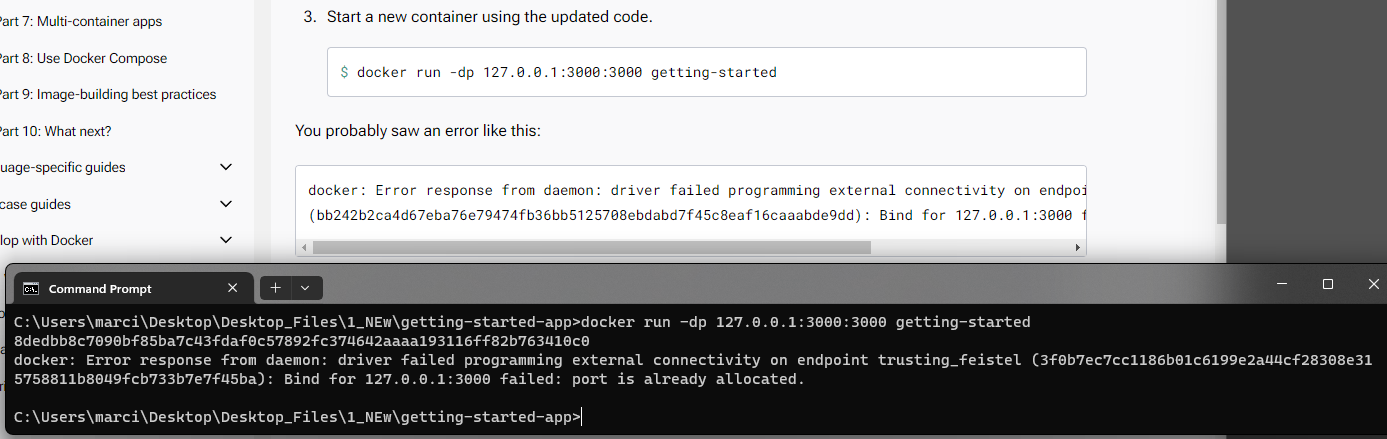 art 7: Multi-container apps
art 8: Use Docker Compose
art 9: Image-building best practices
art 10: What next?
uage-specific guides
case guides
lop with Docker
3. Start a new container using the updated code.
$ docker run -dp 127.0.0.1:3000:3000 getting-started
You probably saw an error like this:
docker: Error response from daemon: driver failed programming external connectivity on endpoi
(bb242b2ca4d67eba76e79474fb36bb5125708ebdabd7f45c8eaf16caaabde9dd): Bind for 127.0.0.1:3000 f
Command Prompt
C:\Users\marci\Desktop\Desktop_Files\1_NEw\getting-started-app>docker run -dp 127.0.0.1:3000:3000 getting-started
8dedbb8c7090bf85ba7c43fdaf0c57892fc374642aaaa193116ff82b763410c0
docker: Error response from daemon: driver failed programming external connectivity on endpoint trusting_feistel (3f0b7ec7cc1186b01c6199e2a44cf28308e31
5758811b8049fcb733b7e7f45ba): Bind for 127.0.0.1:3000 failed: port is already allocated.
C:\Users\marci\Desktop\Desktop_Files\1_NEw\getting-started-app>